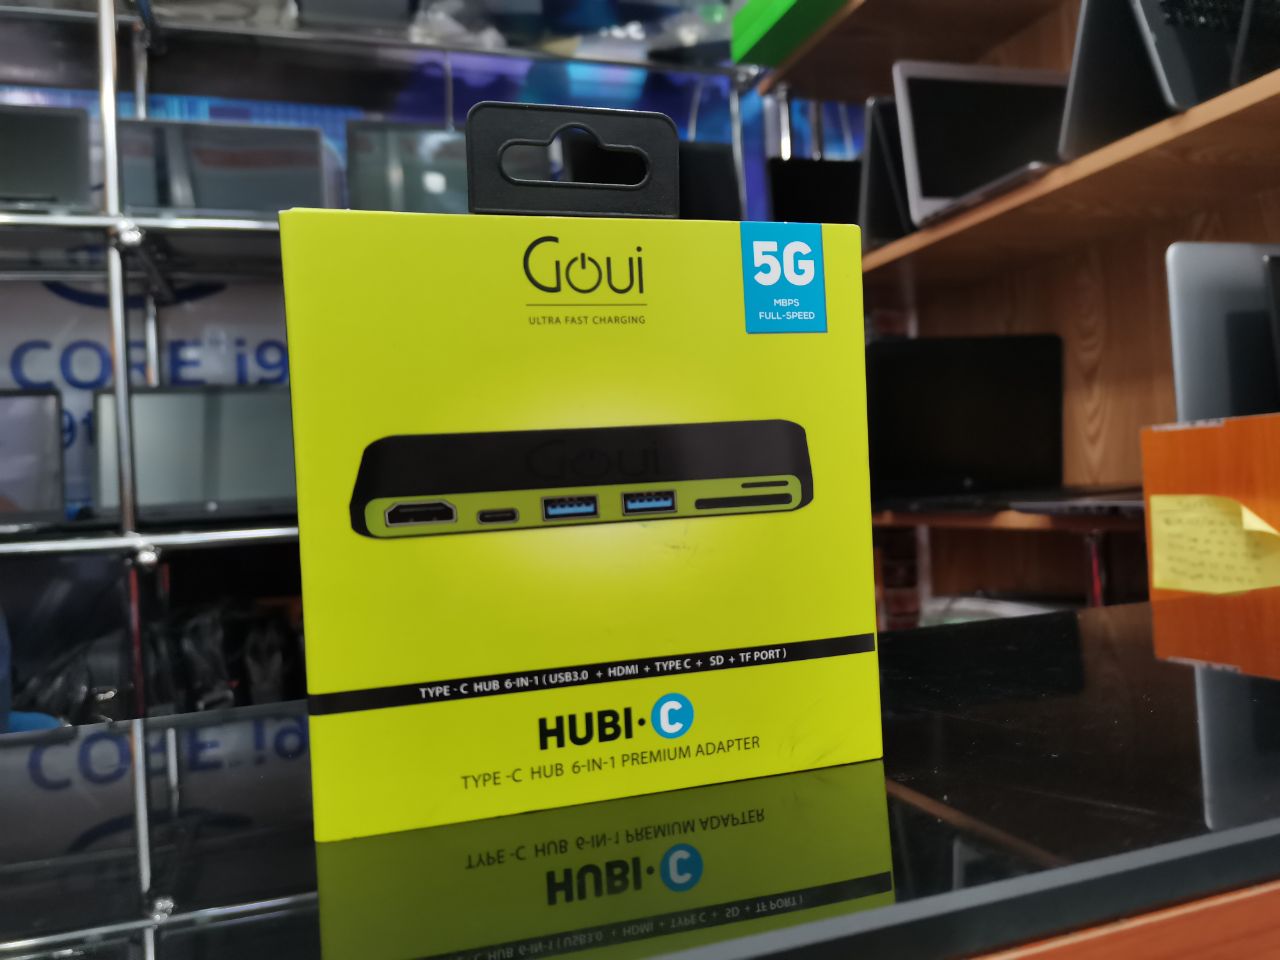 Goui
ULTRA FAST CHARGING
5G
MBPS
FULL-SPEED
CORE i9
Goui
TYPE -C HUB 6-IN-1 ( USB3.0 + HDMI + TYPE C + SD + TF PORT )
HUBI·C
TYPE -C HUB 6-IN-1 PREMIUM ADAPTER